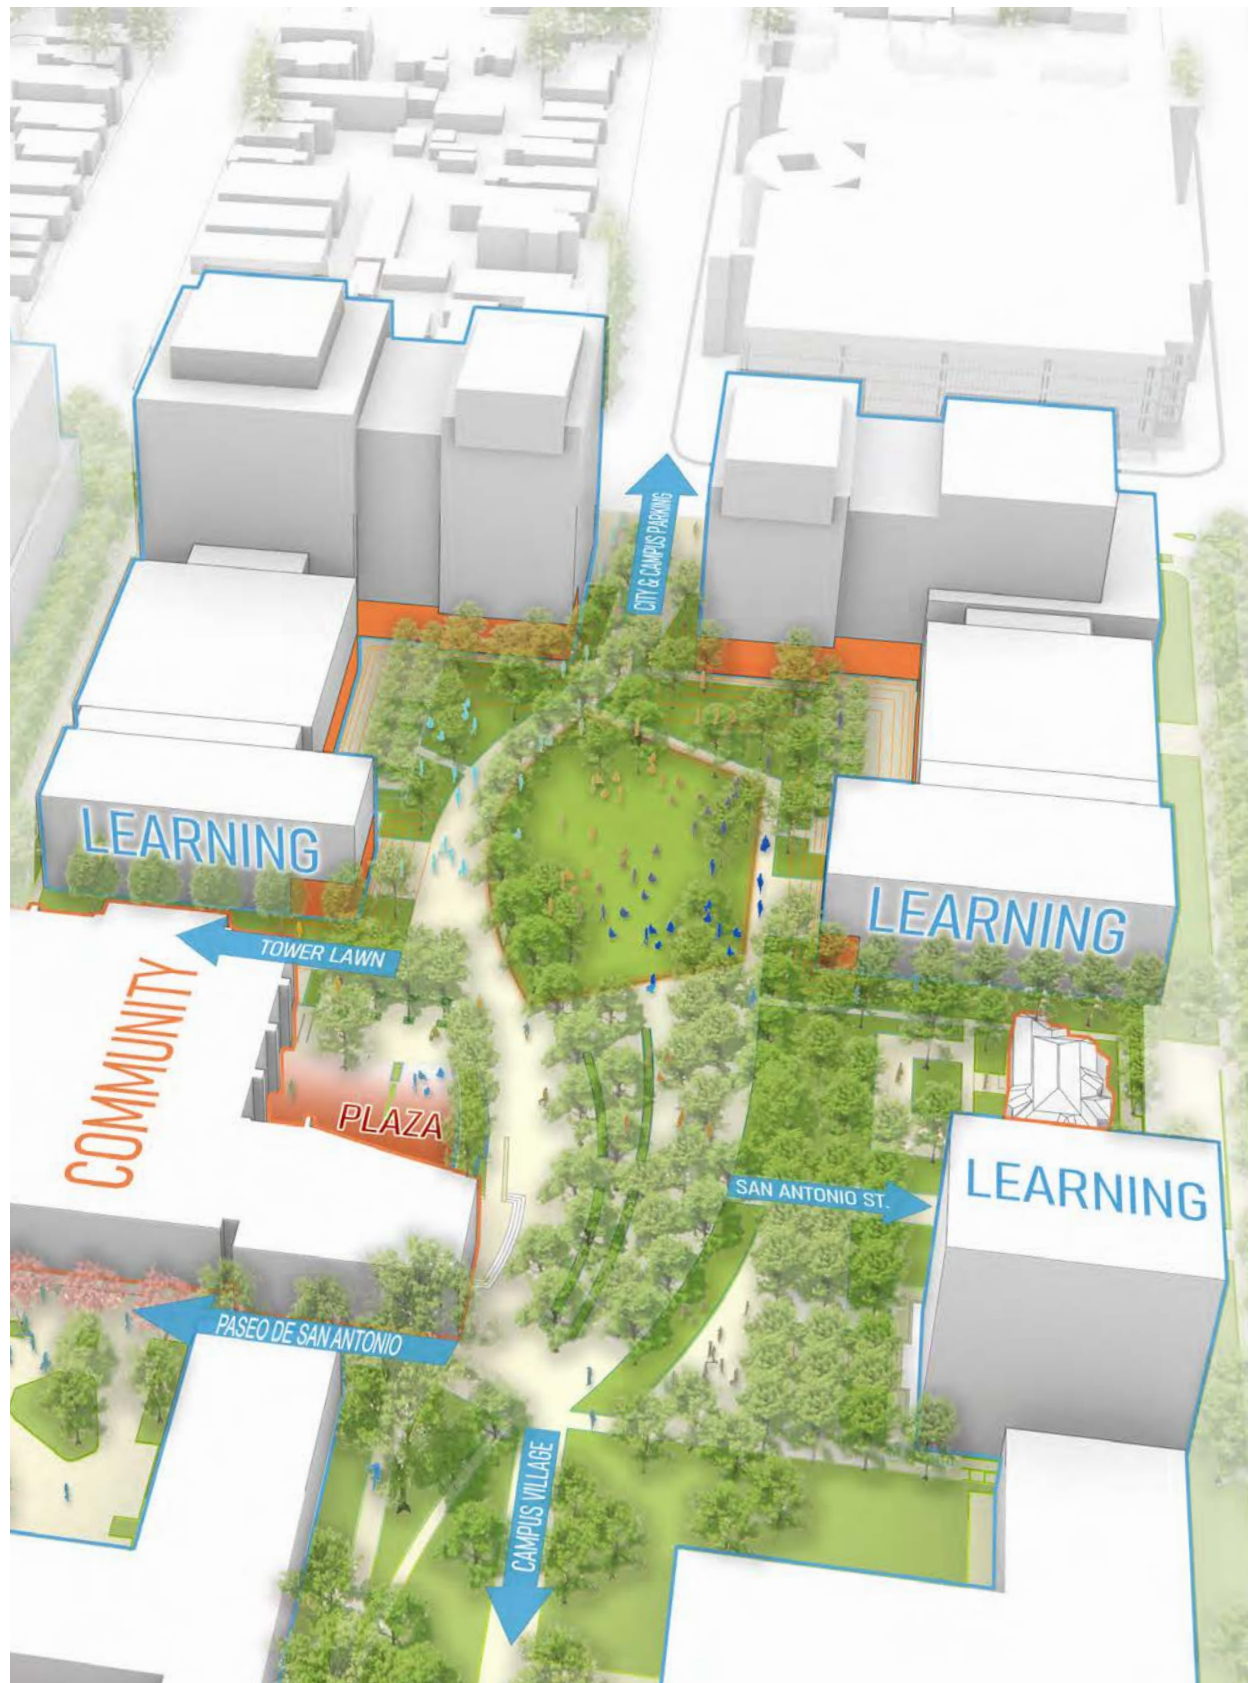 CITY & CAMPUS PARKING
LEARNING
LEARNING
TOWER LAWN
COMMUNITY
PLAZA
LEARNING
SAN ANTONIO ST.
PASEO DE SAN ANTONIO
CAMPUS VILLAGE